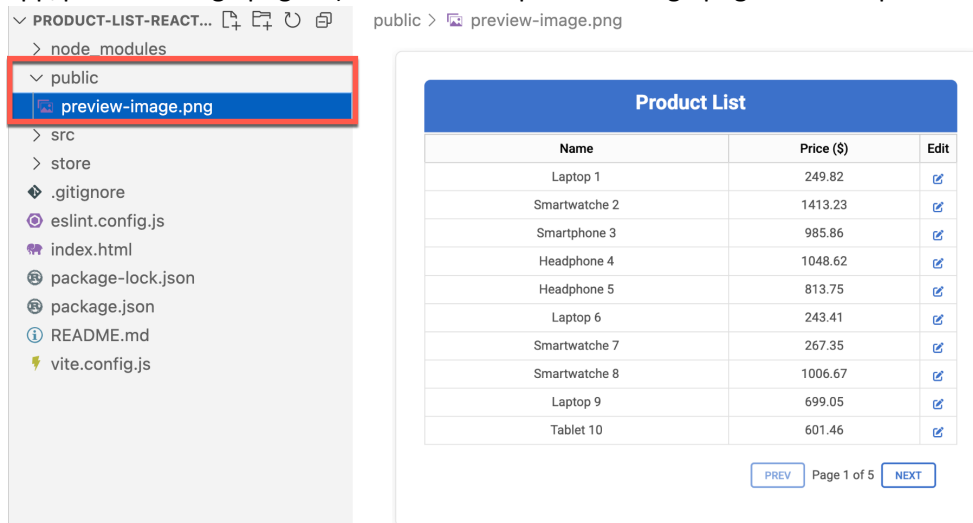 PRODUCT-LIST-REACT...
node_modules
public
preview-image.png
src
store
.gitignore
eslint.config.js
index.html
package-lock.json
package.json
README.md
vite.config.js
public > preview-image.png
Product List
Name Price ($) Edit
Laptop 1 249.82
Smartwatche 2 1413.23
Smartphone 3 985.86
Headphone 4 1048.62
Headphone 5 813.75
Laptop 6 243.41
Smartwatche 7 267.35
Smartwatche 8 1006.67
Laptop 9 699.05
Tablet 10 601.46
PREV Page 1 of 5 NEXT